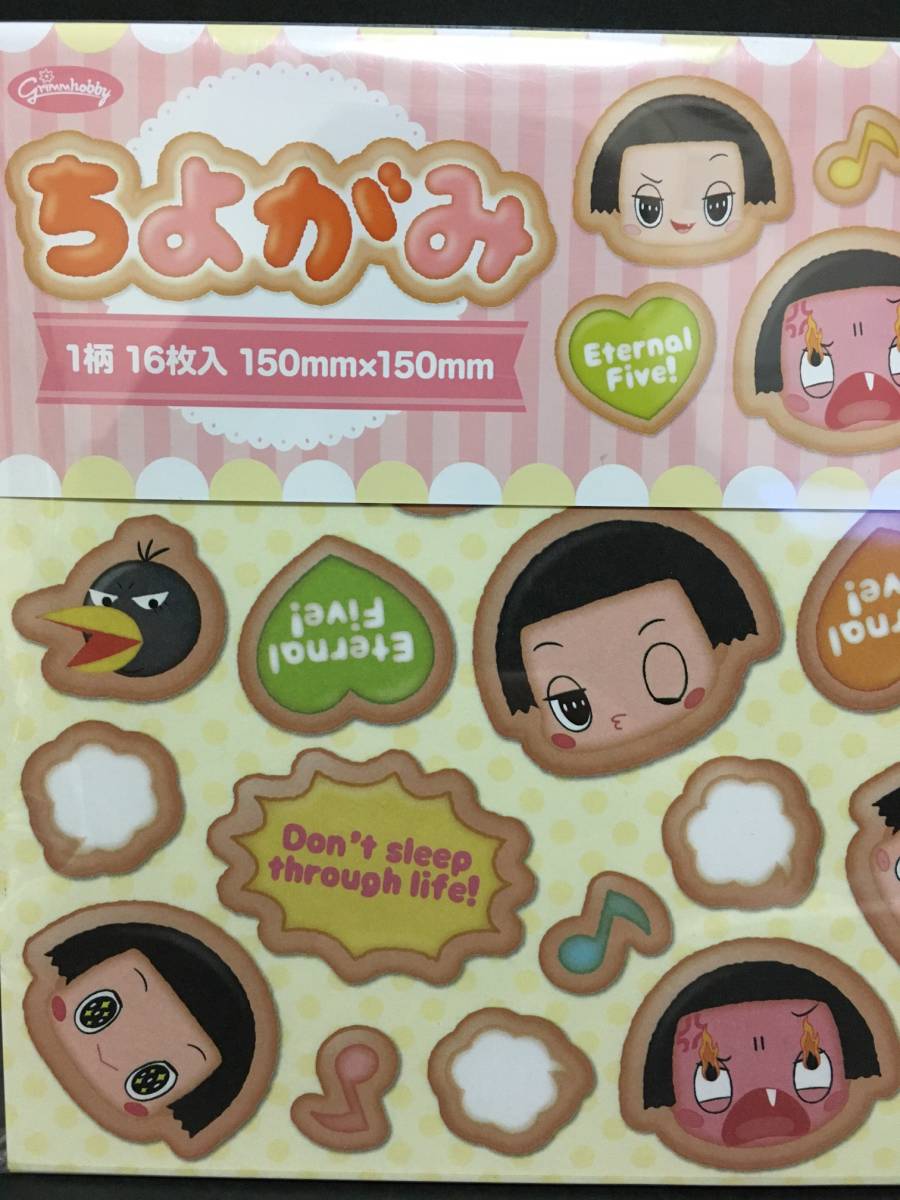 Grimmhobby
ちよがみ
1柄 16枚入 150mm×150mm
Eternal
Five!
Eternal
Five!
Don't sleep
through life!